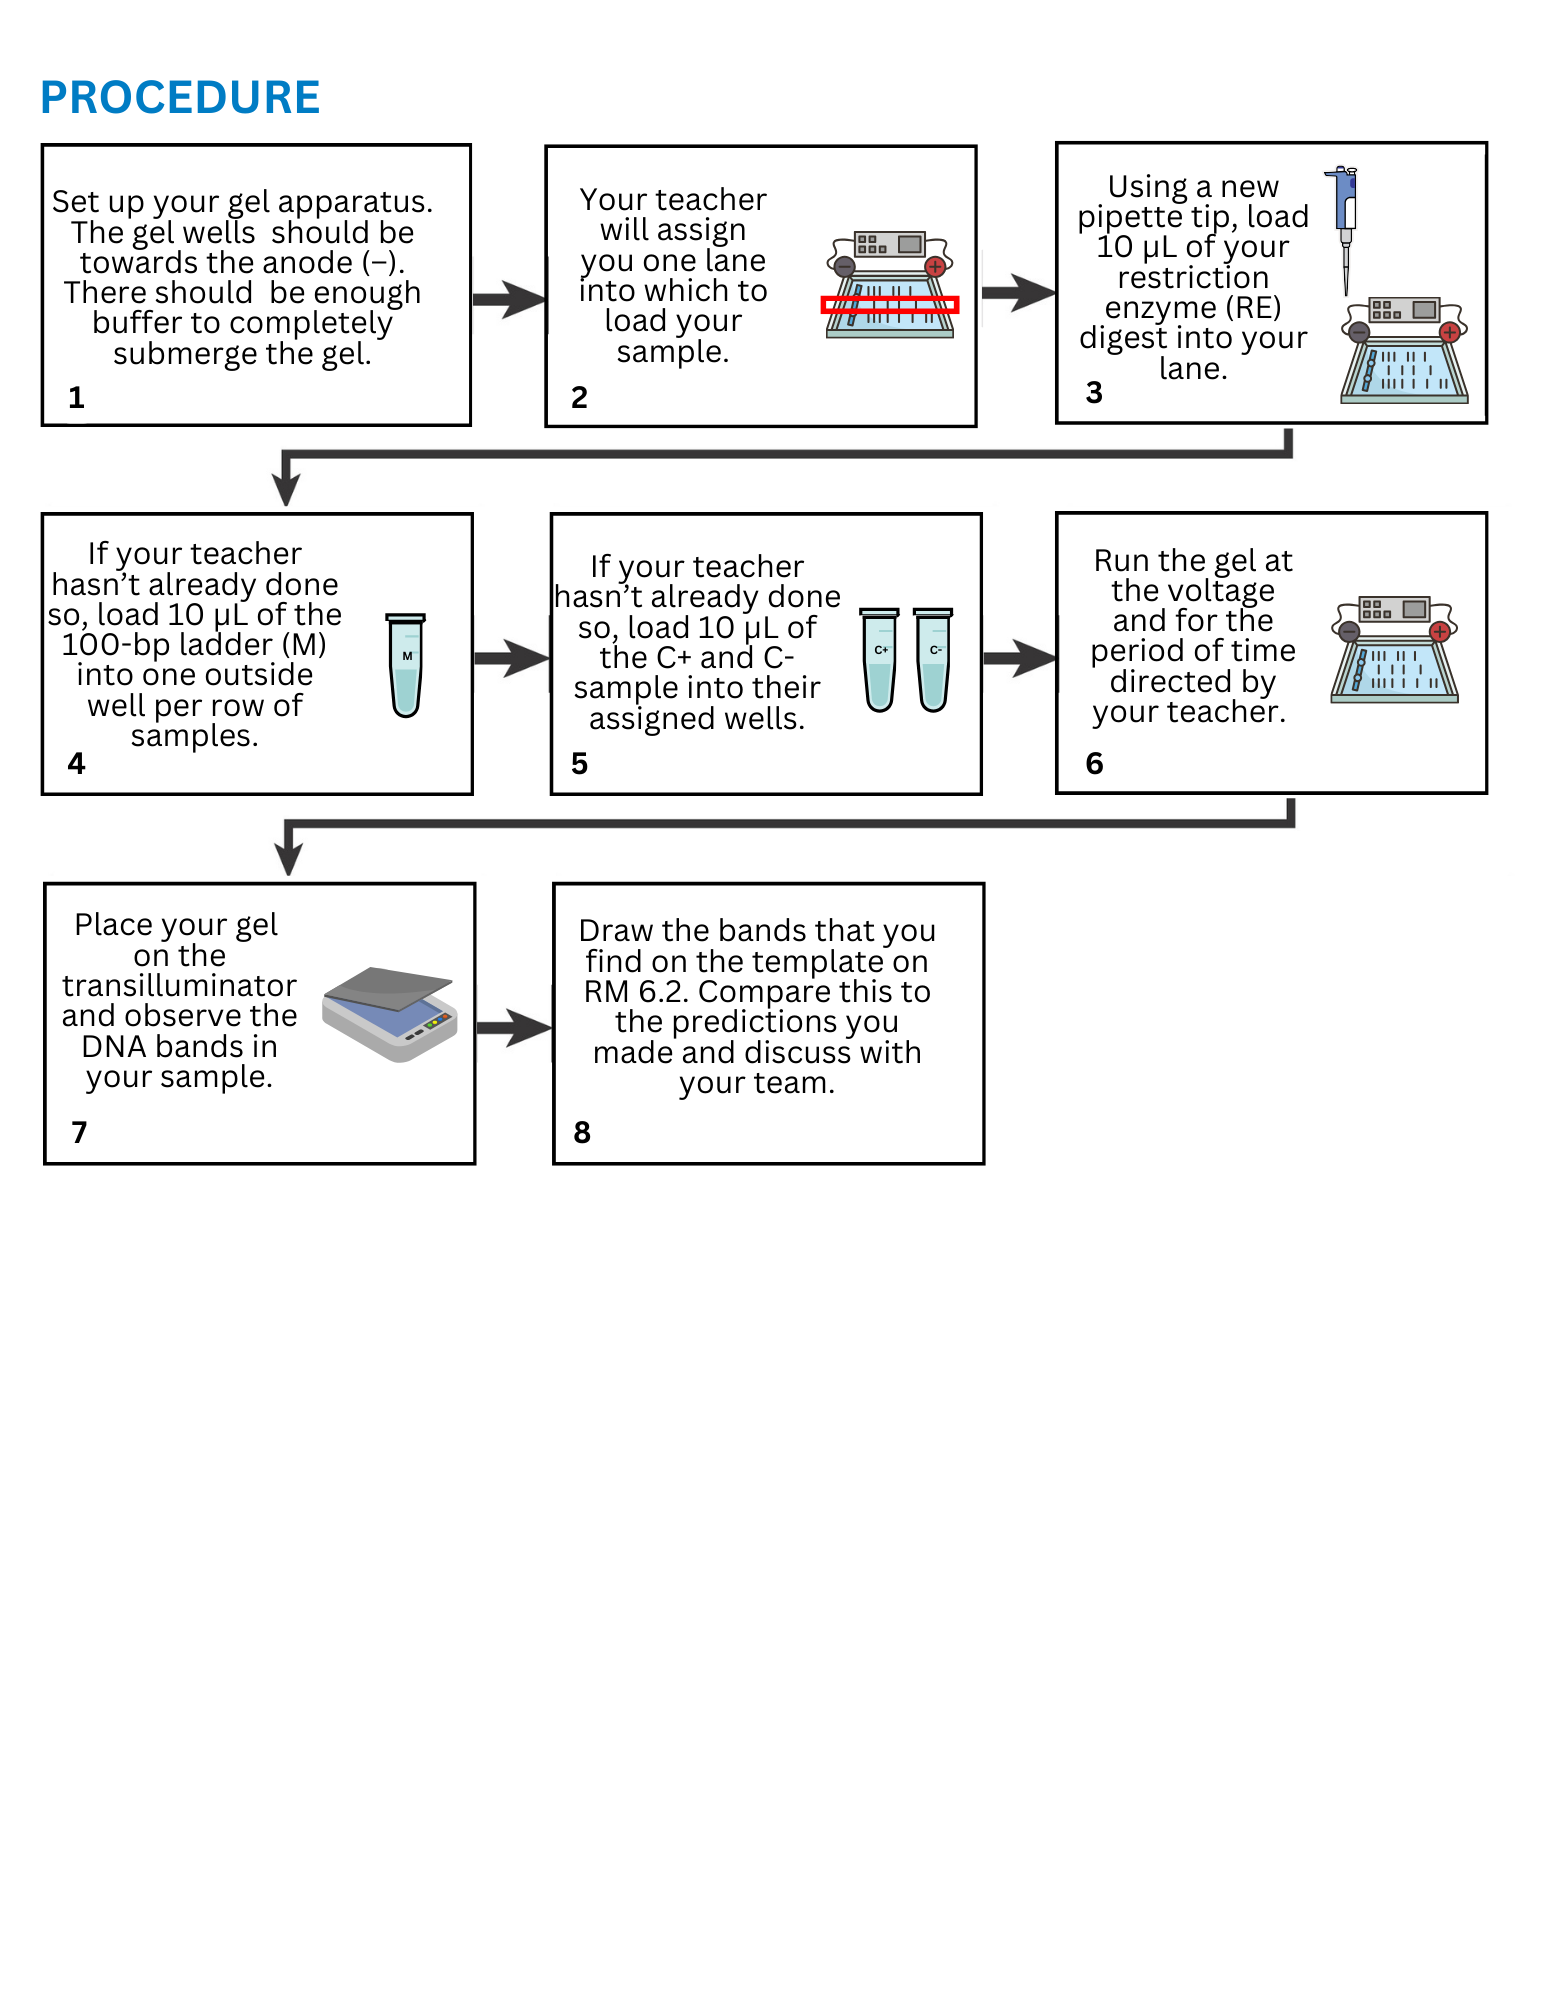 PROCEDURE
Set up your gel apparatus.
The gel wells should be
towards the anode (–).
There should be enough
buffer to completely
submerge the gel.
1
Your teacher
will assign
you one lane
into which to
load your
sample.
2
Using a new
pipette tip, load
10 µL of your
restriction
enzyme (RE)
digest into your
lane.
3
If your teacher
hasn’t already done
so, load 10 µL of the
100-bp ladder (M)
into one outside
well per row of
samples.
M
4
If your teacher
hasn’t already done
so, load 10 µL of
the C+ and C-
sample into their
assigned wells.
C+ C-
5
Run the gel at
the voltage
and for the
period of time
directed by
your teacher.
6
Place your gel
on the
transilluminator
and observe the
DNA bands in
your sample.
7
Draw the bands that you
find on the template on
RM 6.2. Compare this to
the predictions you
made and discuss with
your team.
8